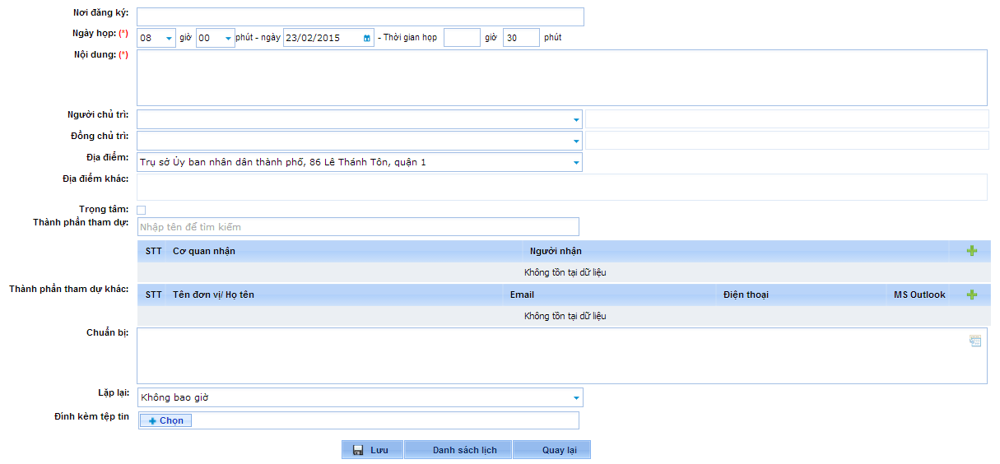 Nơi đăng ký:
Ngày họp: (*) 08 giờ 00 phút - ngày 23/02/2015 - Thời gian họp giờ 30 phút
Nội dung: (*)
Người chủ trì:
Đồng chủ trì:
Địa điểm: Trụ sở Ủy ban nhân dân thành phố, 86 Lê Thánh Tôn, quận 1
Địa điểm khác:
Trọng tâm:
Thành phần tham dự: Nhập tên để tìm kiếm
STT Cơ quan nhận Người nhận
Không tồn tại dữ liệu
Thành phần tham dự khác: STT Tên đơn vị/ Họ tên Email Điện thoại MS Outlook
Không tồn tại dữ liệu
Chuẩn bị:
Lặp lại: Không bao giờ
Đính kèm tệp tin Chọn
Lưu Danh sách lịch Quay lại